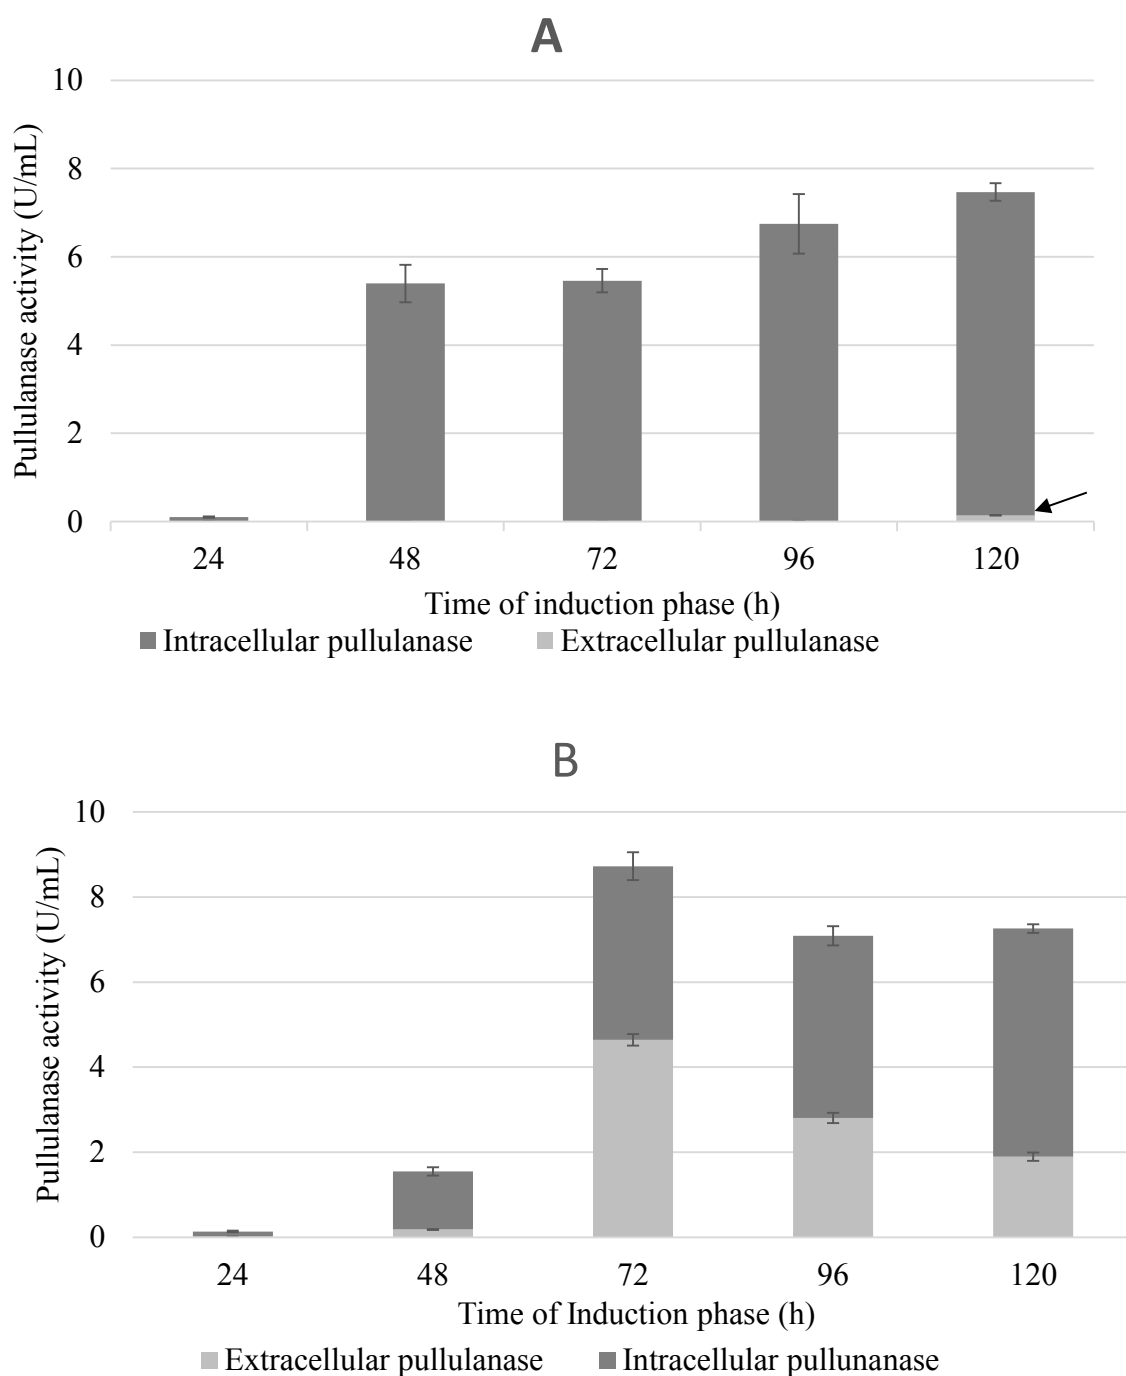 A
10
8
6
4
2
0
Pullulanase activity (U/mL)
24 48 72 96 120
Time of induction phase (h)
Intracellular pullulanase Extracellular pullulanase
B
10
8
6
4
2
0
Pullulanase activity (U/mL)
24 48 72 96 120
Time of Induction phase (h)
Extracellular pullulanase Intracellular pullunanase